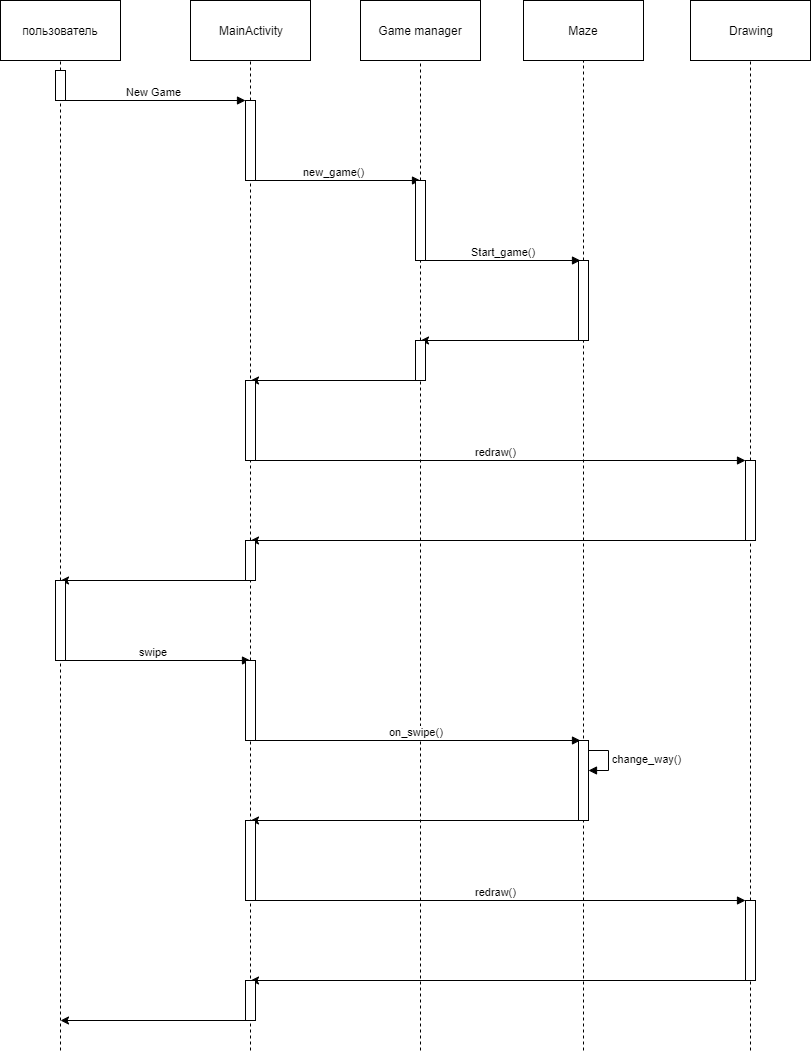 пользователь
MainActivity
Game manager
Maze
Drawing
New Game
new_game()
Start_game()
redraw()
swipe
on_swipe()
change_way()
redraw()